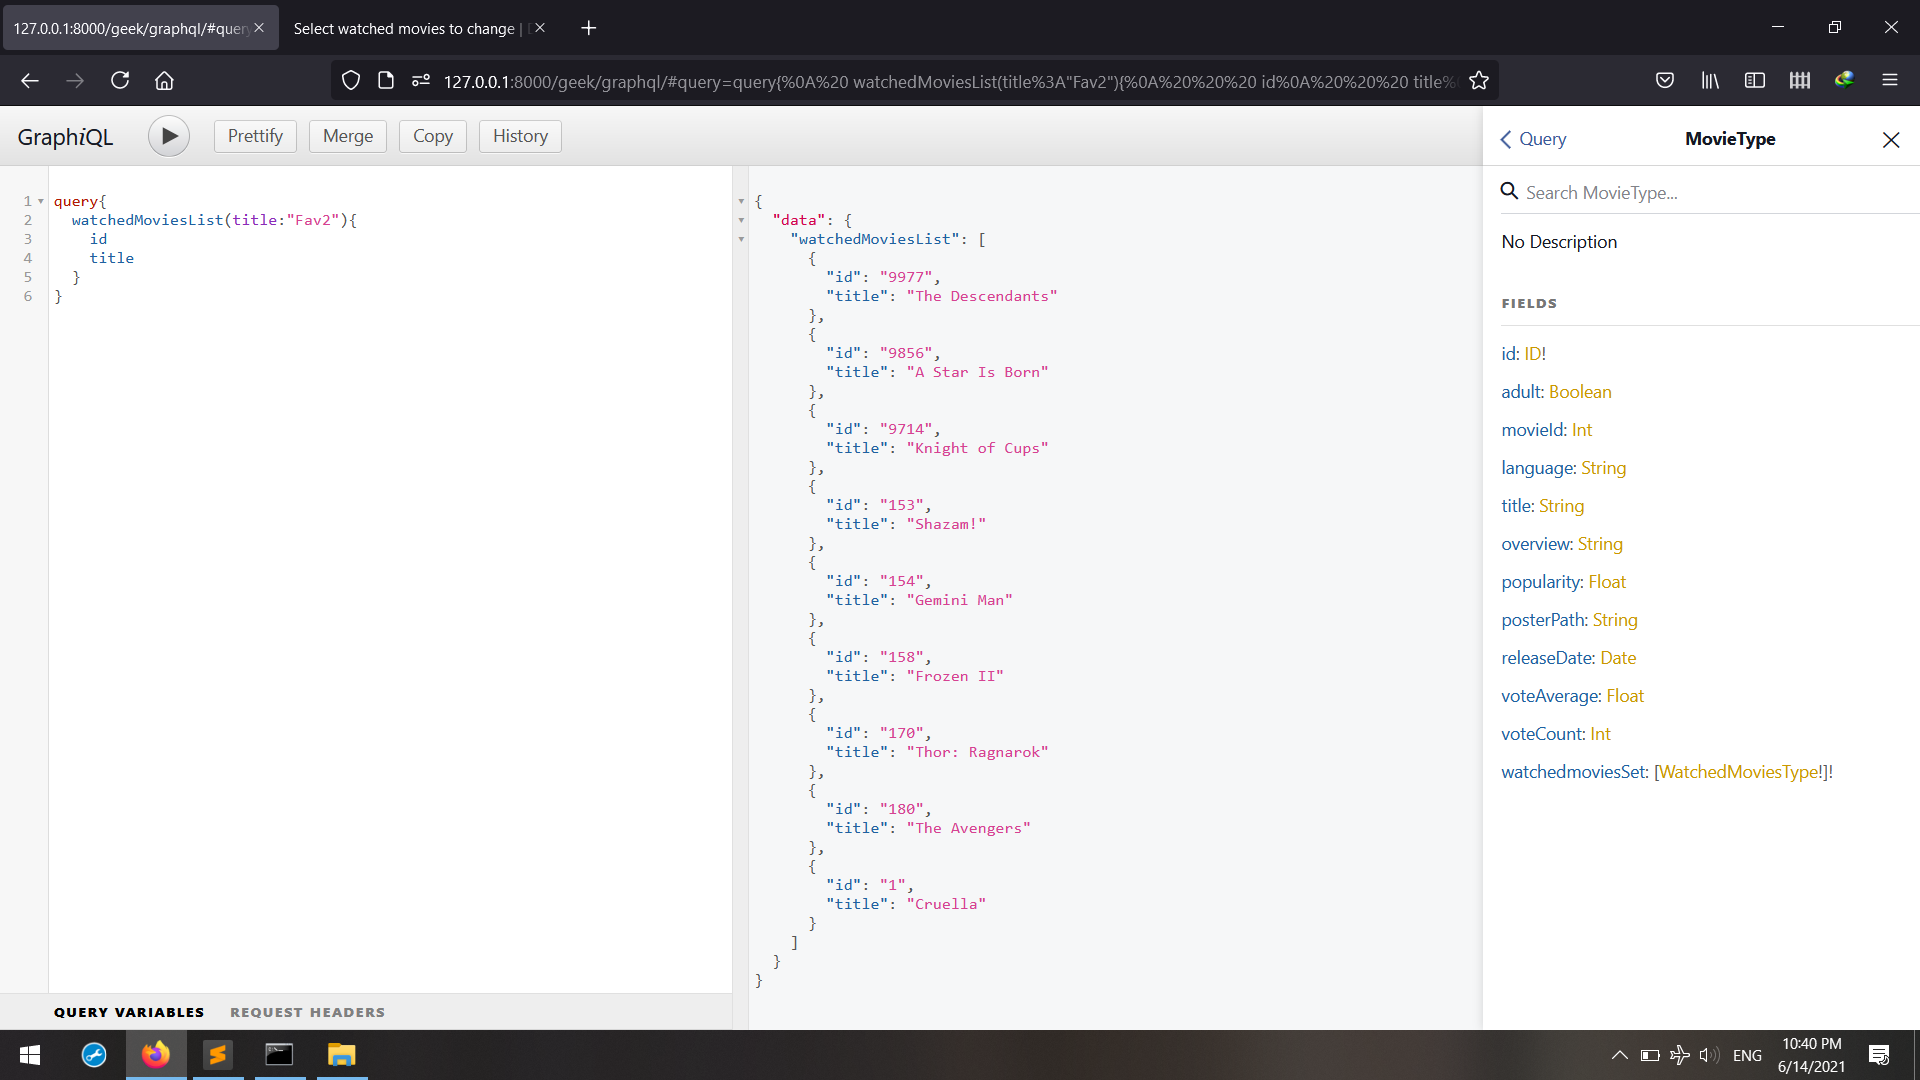 127.0.0.1:8000/geek/graphql/#query
Select watched movies to change |
127.0.0.1:8000/geek/graphql/#query=query{%0A%20 watchedMoviesList(title%3A"Fav2"){%0A%20%20%20 id%0A%20%20%20 title%
GraphiQL
Prettify
Merge
Copy
History
1 query{
2 watchedMoviesList(title:"Fav2"){
3 id
4 title
5 }
6 }
QUERY VARIABLES
REQUEST HEADERS
{
"data": {
"watchedMoviesList": [
{
"id": "9977",
"title": "The Descendants"
},
{
"id": "9856",
"title": "A Star Is Born"
},
{
"id": "9714",
"title": "Knight of Cups"
},
{
"id": "153",
"title": "Shazam!"
},
{
"id": "154",
"title": "Gemini Man"
},
{
"id": "158",
"title": "Frozen II"
},
{
"id": "170",
"title": "Thor: Ragnarok"
},
{
"id": "180",
"title": "The Avengers"
},
{
"id": "1",
"title": "Cruella"
}
]
}
}
Query
MovieType
Search MovieType...
No Description
FIELDS
id: ID!
adult: Boolean
movieId: Int
language: String
title: String
overview: String
popularity: Float
posterPath: String
releaseDate: Date
voteAverage: Float
voteCount: Int
watchedmoviesSet: [WatchedMoviesType!]!
ENG
10:40 PM
6/14/2021